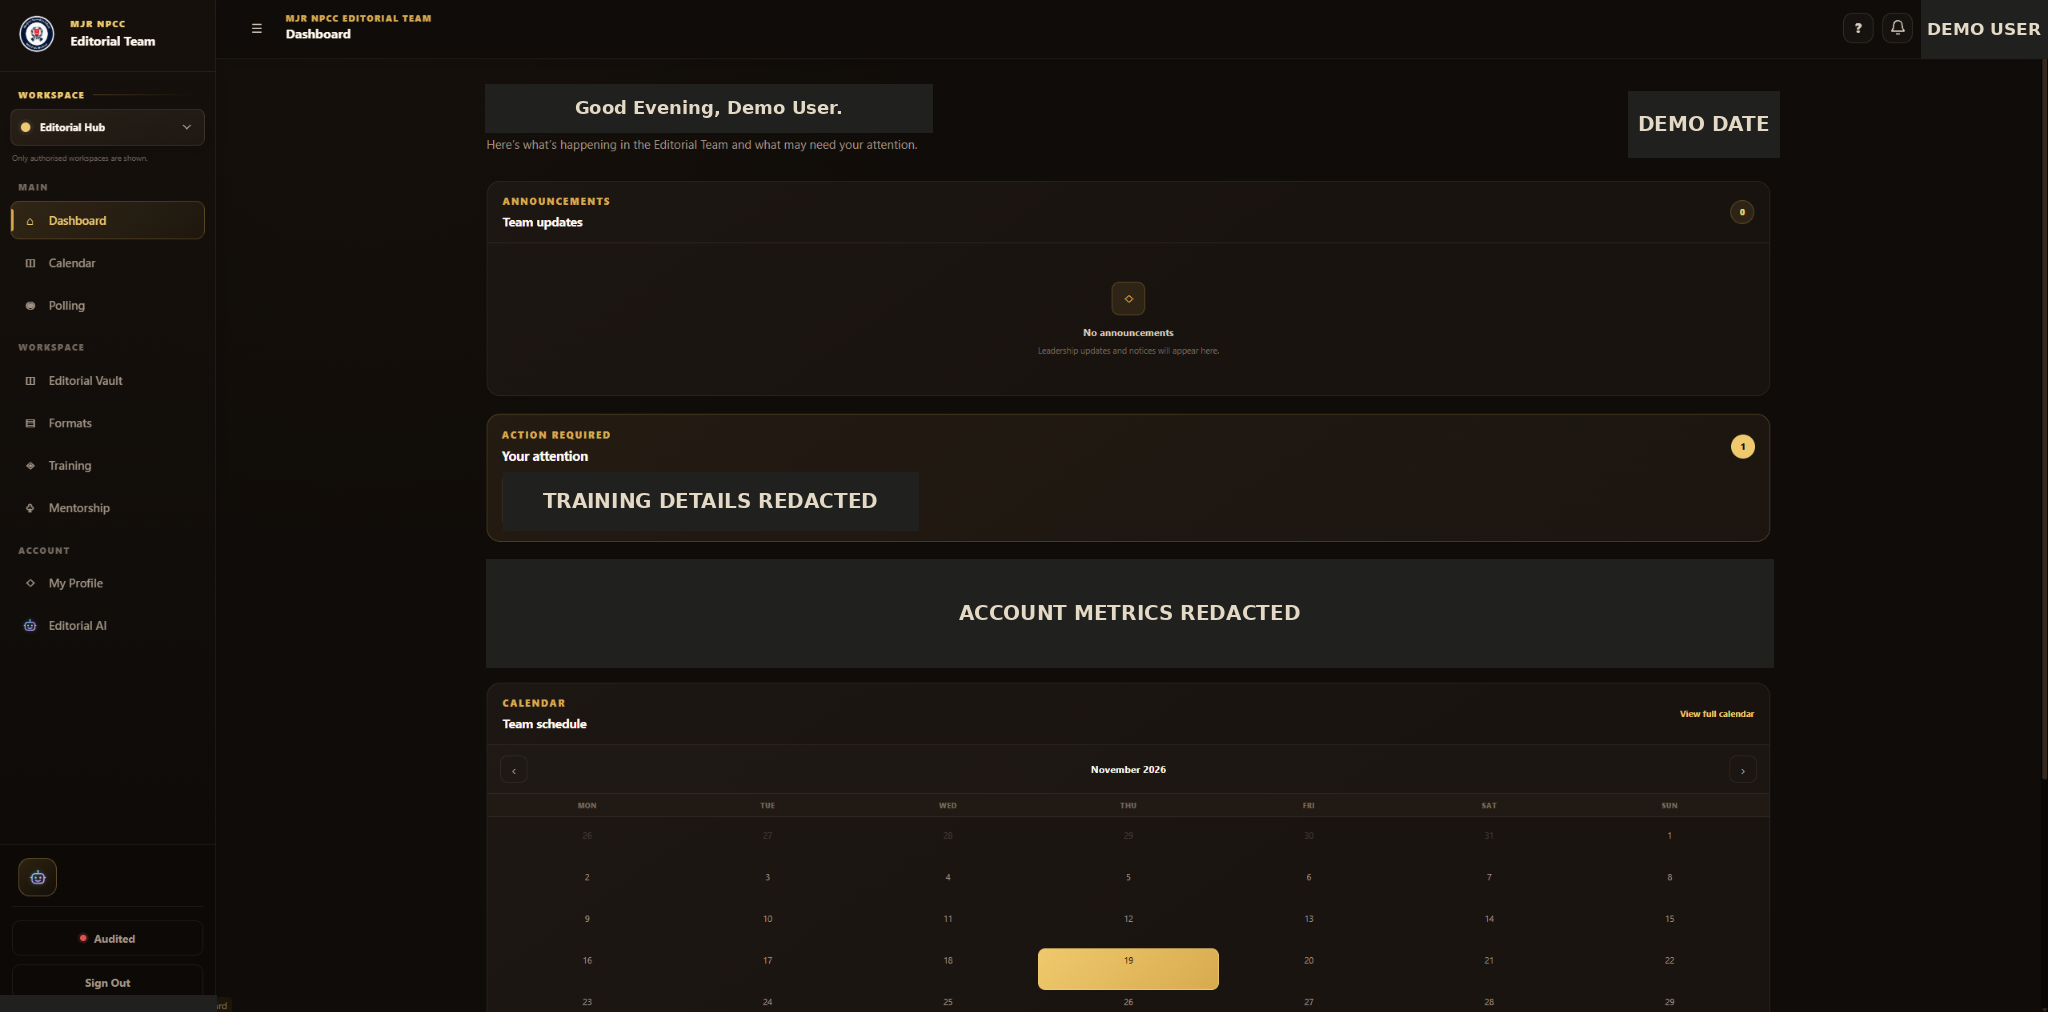 MJR NPCC
Editorial Team
WORKSPACE
Editorial Hub
Only authorised workspaces are shown.
MAIN
Dashboard
Calendar
Polling
WORKSPACE
Editorial Vault
Formats
Training
Mentorship
ACCOUNT
My Profile
Editorial AI
Audited
Sign Out
MJR NPCC EDITORIAL TEAM
Dashboard
?
DEMO USER
Good Evening, Demo User.
Here's what's happening in the Editorial Team and what may need your attention.
DEMO DATE
ANNOUNCEMENTS
Team updates
0
No announcements
Leadership updates and notices will appear here.
ACTION REQUIRED
Your attention
1
TRAINING DETAILS REDACTED
ACCOUNT METRICS REDACTED
CALENDAR
Team schedule
View full calendar
‹ November 2026 ›
MON TUE WED THU FRI SAT SUN
26 27 28 29 30 31 1
2 3 4 5 6 7 8
9 10 11 12 13 14 15
16 17 18 19 20 21 22
23 24 25 26 27 28 29